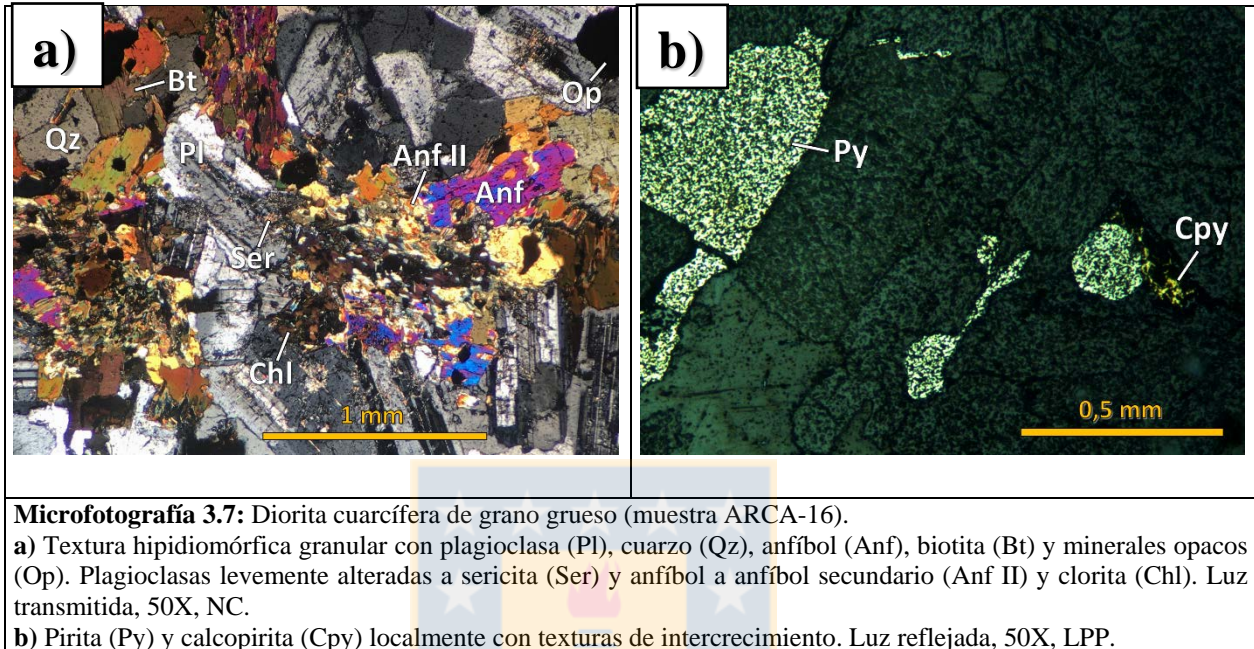 a)
Bt
Op
Qz
Pl
Anf II
Anf
Ser
Chl
1 mm
b)
Py
Cpy
0,5 mm
Microfotografía 3.7: Diorita cuarcífera de grano grueso (muestra ARCA-16).
a) Textura hipidiomórfica granular con plagioclasa (Pl), cuarzo (Qz), anfíbol (Anf), biotita (Bt) y minerales opacos
(Op). Plagioclasas levemente alteradas a sericita (Ser) y anfíbol a anfíbol secundario (Anf II) y clorita (Chl). Luz
transmitida, 50X, NC.
b) Pirita (Py) y calcopirita (Cpy) localmente con texturas de intercrecimiento. Luz reflejada, 50X, LPP.